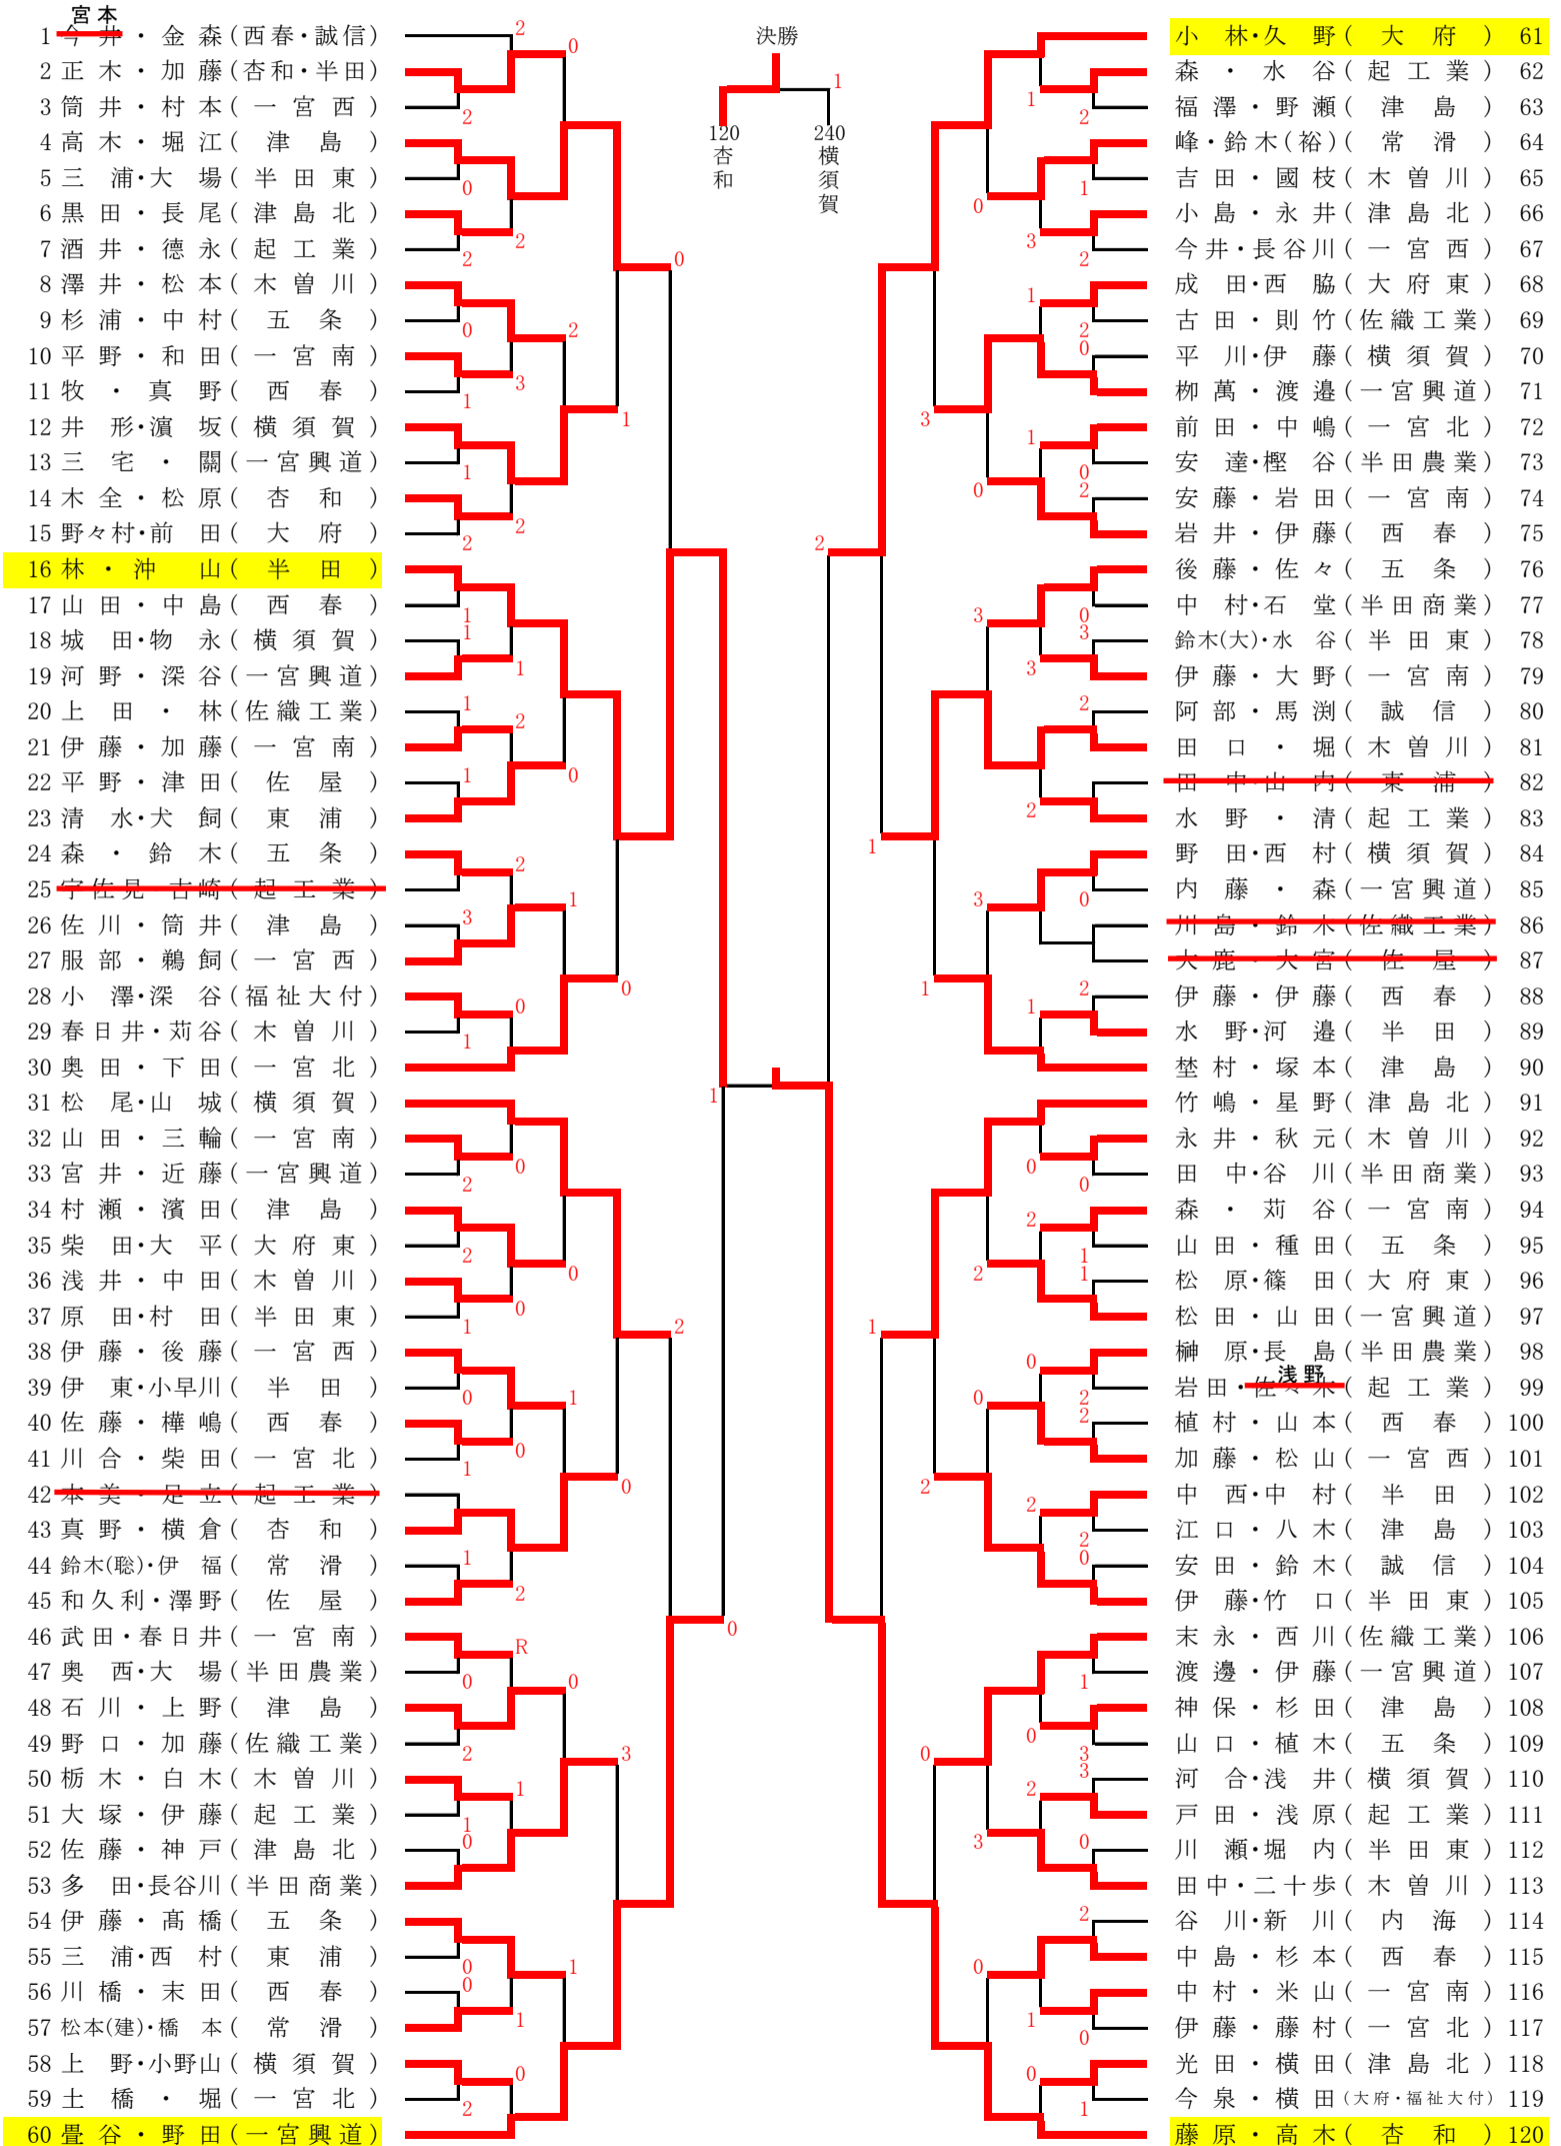 宮本
1 今井・金森(西春・誠信)
2 正木・加藤(杏和・半田)
3 筒井・村本(一宮西)
4 高木・堀江(津島)
5 三浦・大場(半田東)
6 黒田・長尾(津島北)
7 酒井・德永(起工業)
8 澤井・松本(木曽川)
9 杉浦・中村(五条)
10 平野・和田(一宮南)
11 牧・真野(西春)
12 井形・濵坂(横須賀)
13 三宅・關(一宮興道)
14 木全・松原(杏和)
15 野々村・前田(大府)
16 林・沖山(半田)
17 山田・中島(西春)
18 城田・物永(横須賀)
19 河野・深谷(一宮興道)
20 上田・林(佐織工業)
21 伊藤・加藤(一宮南)
22 平野・津田(佐屋)
23 清水・犬飼(東浦)
24 森・鈴木(五条)
25 宇佐見・古崎(起工業)
26 佐川・筒井(津島)
27 服部・鵜飼(一宮西)
28 小澤・深谷(福祉大付)
29 春日井・苅谷(木曽川)
30 奥田・下田(一宮北)
31 松尾・山城(横須賀)
32 山田・三輪(一宮南)
33 宮井・近藤(一宮興道)
34 村瀬・濱田(津島)
35 柴田・大平(大府東)
36 浅井・中田(木曽川)
37 原田・村田(半田東)
38 伊藤・後藤(一宮西)
39 伊東・小早川(半田)
40 佐藤・樺嶋(西春)
41 川合・柴田(一宮北)
42 本美・足立(起工業)
43 真野・横倉(杏和)
44 鈴木(聡)・伊福(常滑)
45 和久利・澤野(佐屋)
46 武田・春日井(一宮南)
47 奥西・大場(半田農業)
48 石川・上野(津島)
49 野口・加藤(佐織工業)
50 栃木・白木(木曽川)
51 大塚・伊藤(起工業)
52 佐藤・神戸(津島北)
53 多田・長谷川(半田商業)
54 伊藤・髙橋(五条)
55 三浦・西村(東浦)
56 川橋・末田(西春)
57 松本(建)・橋本(常滑)
58 上野・小野山(横須賀)
59 土橋・堀(一宮北)
60 畳谷・野田(一宮興道)
決勝
1
120 240
杏和
横須賀
小林・久野(大府) 61
森・水谷(起工業) 62
福澤・野瀬(津島) 63
峰・鈴木(裕)(常滑) 64
吉田・國枝(木曽川) 65
小島・永井(津島北) 66
今井・長谷川(一宮西) 67
成田・西脇(大府東) 68
古田・則竹(佐織工業) 69
平川・伊藤(横須賀) 70
栁萬・渡邉(一宮興道) 71
前田・中嶋(一宮北) 72
安達・樫谷(半田農業) 73
安藤・岩田(一宮南) 74
岩井・伊藤(西春) 75
後藤・佐々(五条) 76
中村・石堂(半田商業) 77
鈴木(大)・水谷(半田東) 78
伊藤・大野(一宮南) 79
阿部・馬渕(誠信) 80
田口・堀(木曽川) 81
田中・山内(東浦) 82
水野・清(起工業) 83
野田・西村(横須賀) 84
内藤・森(一宮興道) 85
川島・鈴木(佐織工業) 86
大鹿・大宮(佐屋) 87
伊藤・伊藤(西春) 88
水野・河邉(半田) 89
埜村・塚本(津島) 90
竹嶋・星野(津島北) 91
永井・秋元(木曽川) 92
田中・谷川(半田商業) 93
森・苅谷(一宮南) 94
山田・種田(五条) 95
松原・篠田(大府東) 96
松田・山田(一宮興道) 97
榊原・長島(半田農業) 98
浅野
岩田・佐々木(起工業) 99
植村・山本(西春) 100
加藤・松山(一宮西) 101
中西・中村(半田) 102
江口・八木(津島) 103
安田・鈴木(誠信) 104
伊藤・竹口(半田東) 105
末永・西川(佐織工業) 106
渡邊・伊藤(一宮興道) 107
神保・杉田(津島) 108
山口・植木(五条) 109
河合・浅井(横須賀) 110
戸田・浅原(起工業) 111
川瀬・堀内(半田東) 112
田中・二十歩(木曽川) 113
谷川・新川(内海) 114
中島・杉本(西春) 115
中村・米山(一宮南) 116
伊藤・藤村(一宮北) 117
光田・横田(津島北) 118
今泉・横田(大府・福祉大付) 119
藤原・高木(杏和) 120